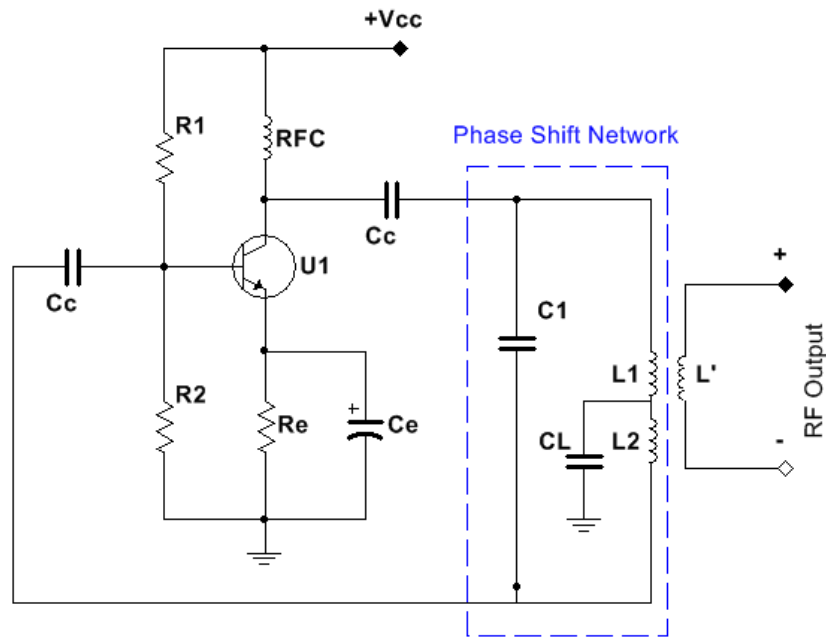 +Vcc
R1
RFC
Phase Shift Network
Cc
U1
Cc
C1
R2
Re
Ce
+
L1
L'
CL
L2
+
-
RF Output